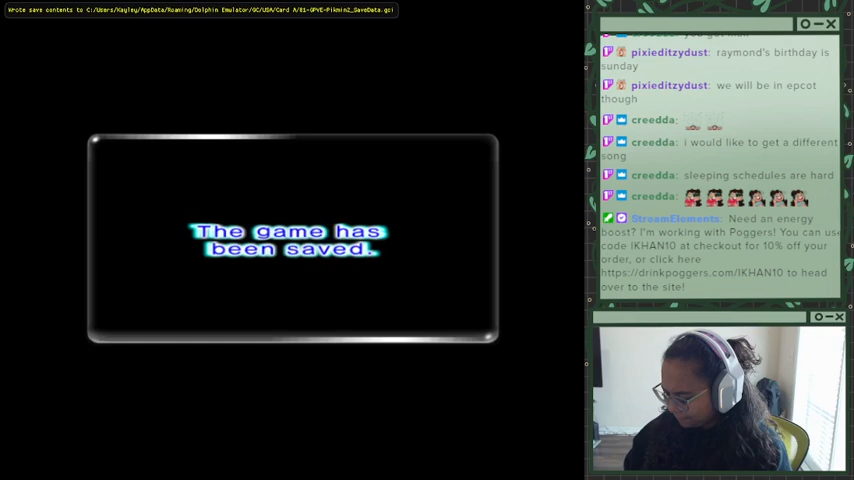 Wrote save contents to C:/Users/Kayley/AppData/Roaming/Dolphin Emulator/GC/USA/Card A/01-GPVE-Pikmin2_SaveData.gci
The game has
been saved.
pixieditzydust: raymond's birthday is
sunday
pixieditzydust: we will be in epcot
though
creedda:
creedda: i would like to get a different
song
creedda: sleeping schedules are hard
creedda:
StreamElements: Need an energy
boost? I'm working with Poggers! You can use
code IKHAN10 at checkout for 10% off your
order, or click here
https://drinkpoggers.com/IKHAN10 to head
over to the site!